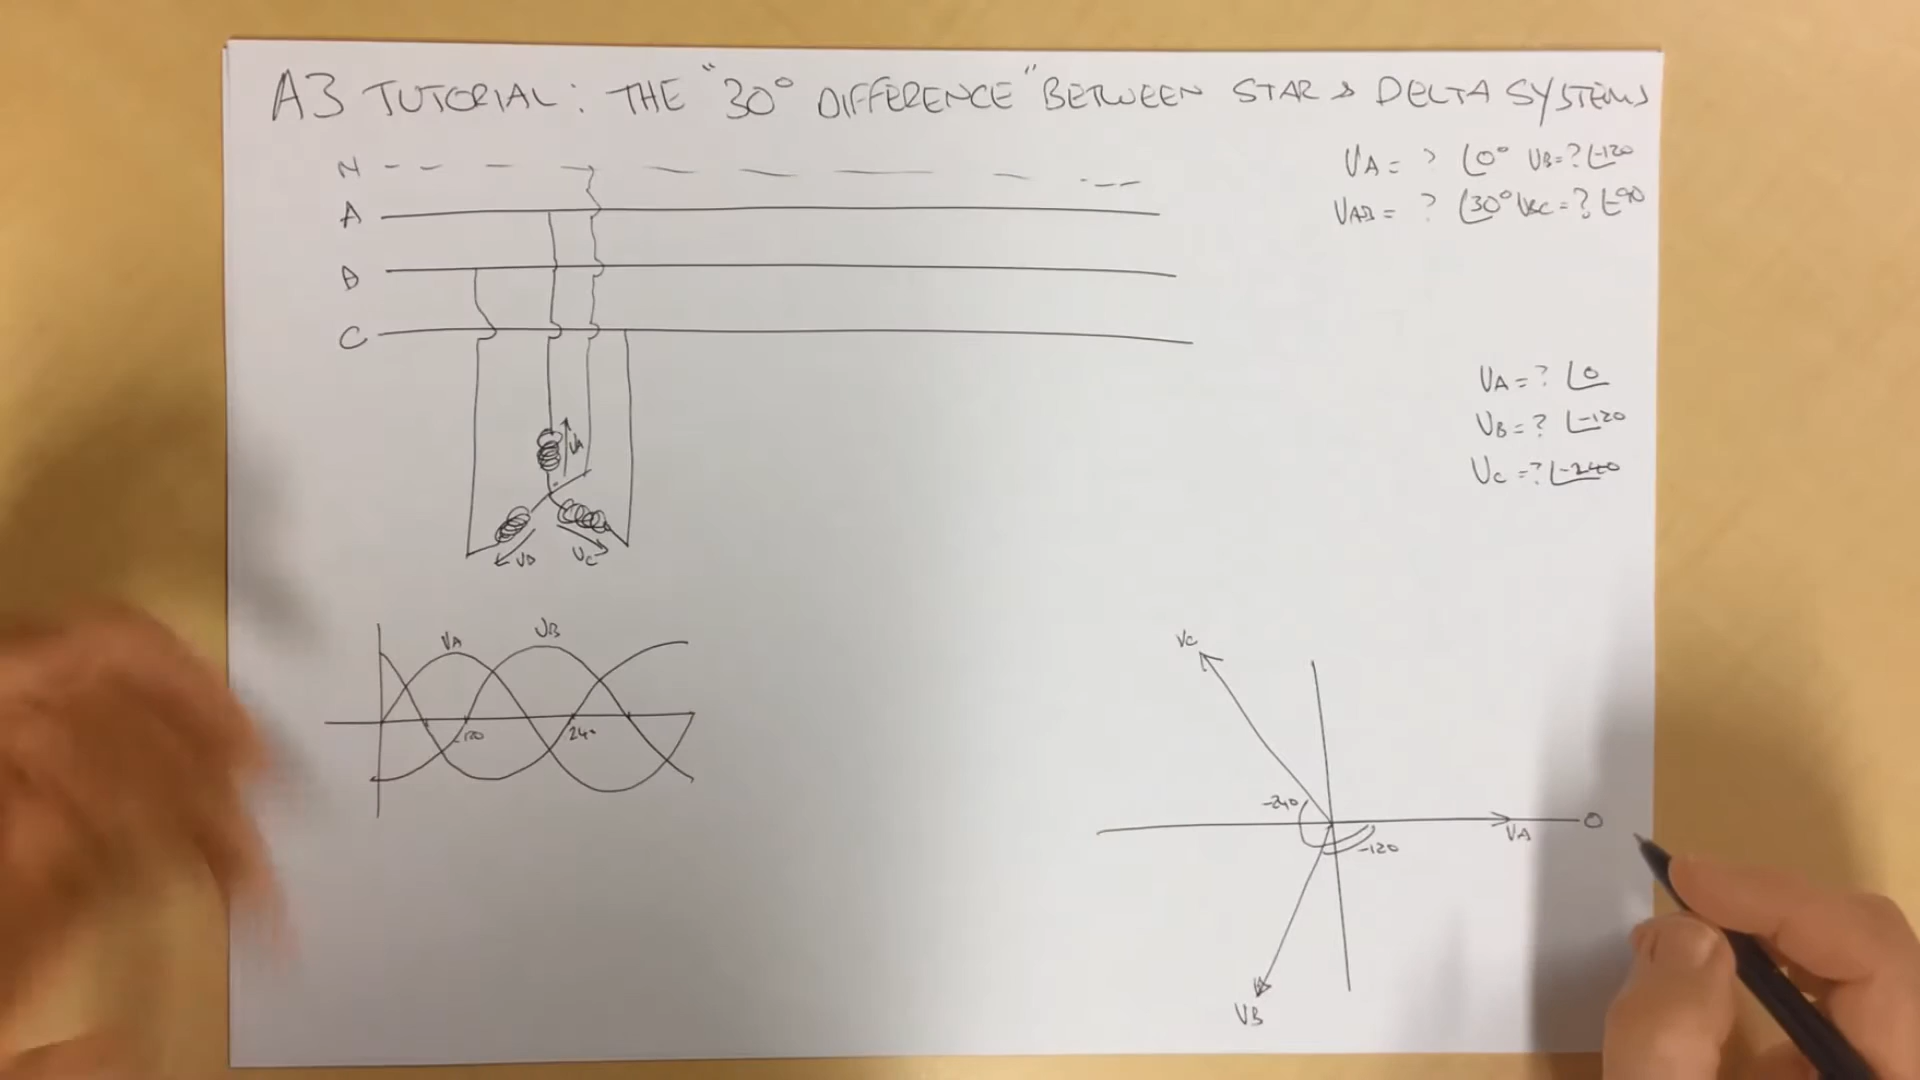 A3 TUTORIAL: THE "30° DIFFERENCE" BETWEEN STAR & DELTA SYSTEMS
N
A
B
C
VA = ? ∠0° VB = ? ∠-120
VAB = ? ∠30° VBC = ? ∠-90
VA = ? ∠0
VB = ? ∠-120
VC = ? ∠-240
VA
VB
VC
VA
VB
120
240
VC
-240
0
VA
-120
VB